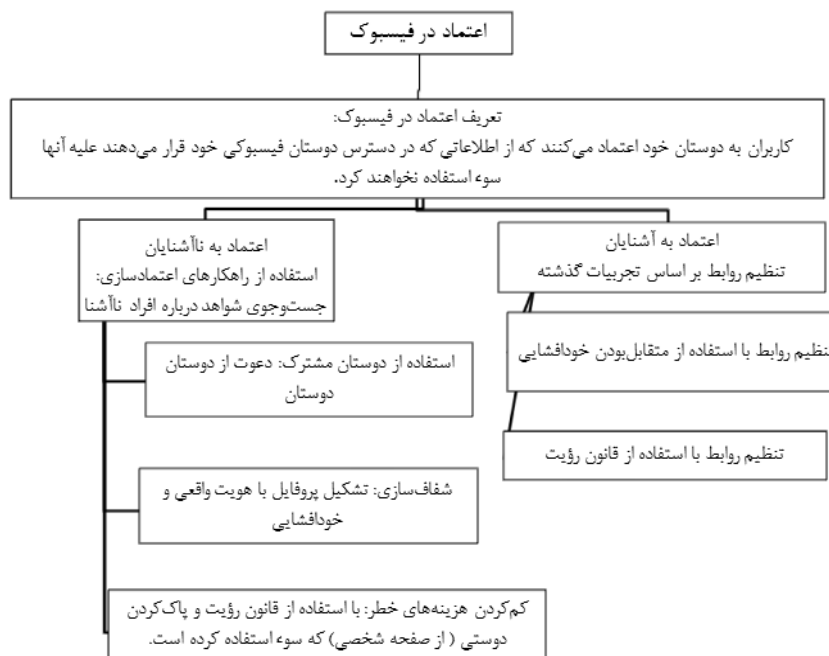 اعتماد در فیسبوک
تعریف اعتماد در فیسبوک:
کاربران به دوستان خود اعتماد می‌کنند که از اطلاعاتی که در دسترس دوستان فیسبوکی خود قرار می‌دهند علیه آنها
سوء استفاده نخواهند کرد.
اعتماد به آشنایان
تنظیم روابط بر اساس تجربیات گذشته
نظیم روابط با استفاده از متقابل‌بودن خودافشایی
تنظیم روابط با استفاده از قانون رؤیت
اعتماد به ناآشنایان
استفاده از راهکارهای اعتمادسازی:
جست‌وجوی شواهد درباره افراد ناآشنا
استفاده از دوستان مشترک: دعوت از دوستان
دوستان
شفاف‌سازی: تشکیل پروفایل با هویت واقعی و
خودافشایی
کم‌کردن هزینه‌های خطر: با استفاده از قانون رؤیت و پاک‌کردن
دوستی (از صفحه شخصی) که سوء استفاده کرده است.